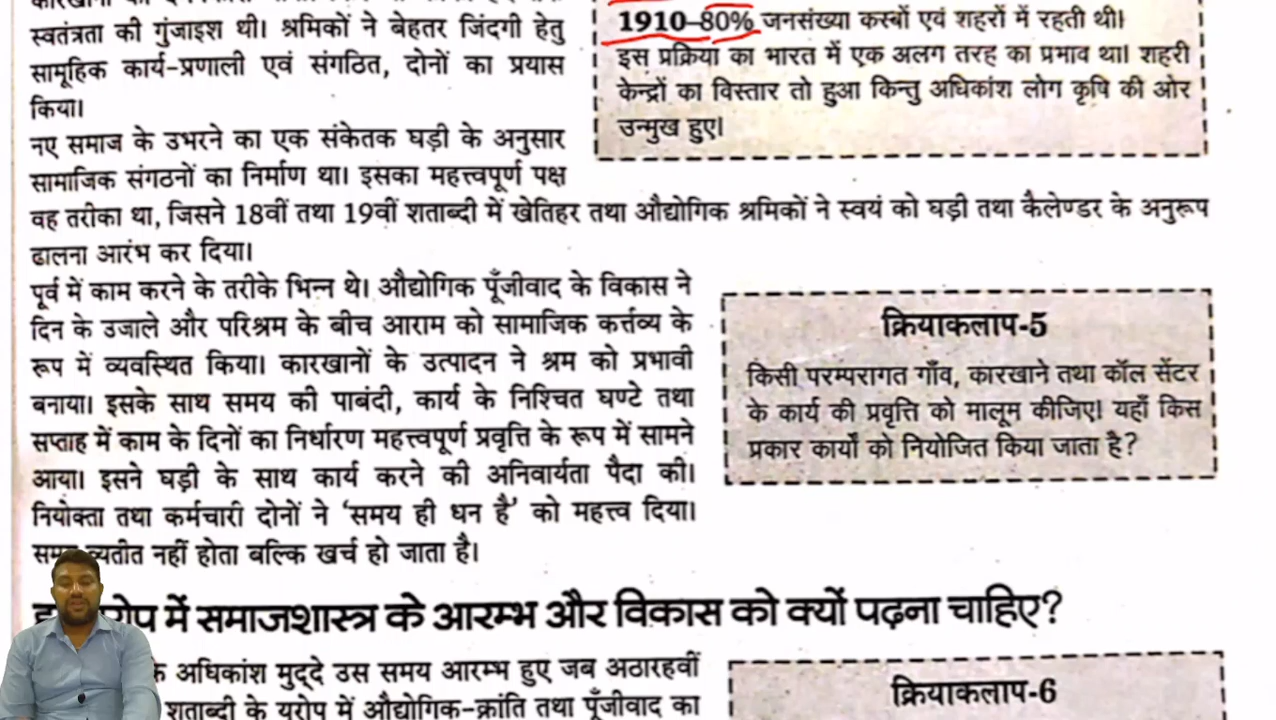 स्वतंत्रता की गुंजाइश थी। श्रमिकों ने बेहतर जिंदगी हेतु
सामूहिक कार्य-प्रणाली एवं संगठित, दोनों का प्रयास
किया।
नए समाज के उभरने का एक संकेतक घड़ी के अनुसार
सामाजिक संगठनों का निर्माण था। इसका महत्त्वपूर्ण पक्ष
1910–80% जनसंख्या कस्बों एवं शहरों में रहती थी।
इस प्रक्रिया का भारत में एक अलग तरह का प्रभाव था। शहरी
केन्द्रों का विस्तार तो हुआ किन्तु अधिकांश लोग कृषि की ओर
उन्मुख हुए।
वह तरीका था, जिसने 18वीं तथा 19वीं शताब्दी में खेतिहर तथा औद्योगिक श्रमिकों ने स्वयं को घड़ी तथा कैलेण्डर के अनुरूप
ढालना आरंभ कर दिया।
पूर्व में काम करने के तरीके भिन्न थे। औद्योगिक पूँजीवाद के विकास ने
दिन के उजाले और परिश्रम के बीच आराम को सामाजिक कर्त्तव्य के
रूप में व्यवस्थित किया। कारखानों के उत्पादन ने श्रम को प्रभावी
बनाया। इसके साथ समय की पाबंदी, कार्य के निश्चित घण्टे तथा
सप्ताह में काम के दिनों का निर्धारण महत्त्वपूर्ण प्रवृत्ति के रूप में सामने
आया। इसने घड़ी के साथ कार्य करने की अनिवार्यता पैदा की।
नियोक्ता तथा कर्मचारी दोनों ने ‘समय ही धन है’ को महत्त्व दिया।
व्यतीत नहीं होता बल्कि खर्च हो जाता है।
क्रियाकलाप-5
किसी परम्परागत गाँव, कारखाने तथा कॉल सेंटर
के कार्य की प्रवृत्ति को मालूम कीजिए। यहाँ किस
प्रकार कार्यों को नियोजित किया जाता है?
में समाजशास्त्र के आरम्भ और विकास को क्यों पढ़ना चाहिए?
अधिकांश मुद्दे उस समय आरम्भ हुए जब अठारहवीं
शताब्दी के यूरोप में औद्योगिक-क्रांति तथा पूँजीवाद का
क्रियाकलाप-6